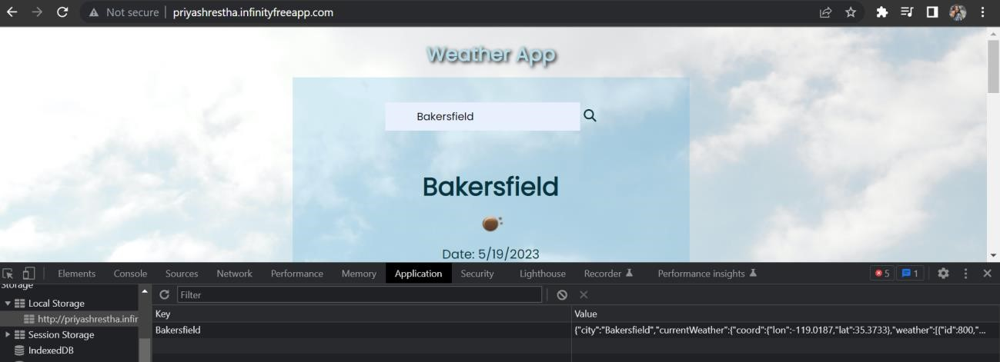 Not secure priyashrestha.infinityfreeapp.com
Weather App
Bakersfield
Bakersfield
Date: 5/19/2023
Elements Console Sources Network Performance Memory Application Security Lighthouse Recorder Performance insights 5 1
Storage
Filter
Local Storage
Key Value
http://priyashrestha.infir
Bakersfield {"city":"Bakersfield","currentWeather":{"coord":{"lon":-119.0187,"lat":35.3733},"weather":[{"id":800,"...
Session Storage
IndexedDB